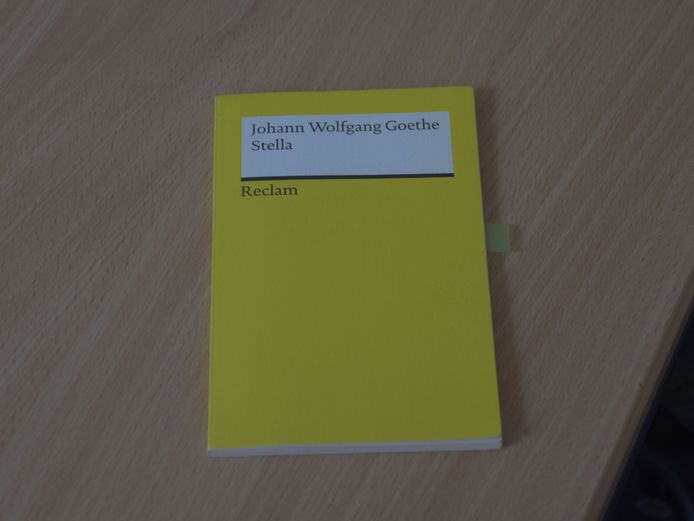 Johann Wolfgang Goethe
Stella
Reclam